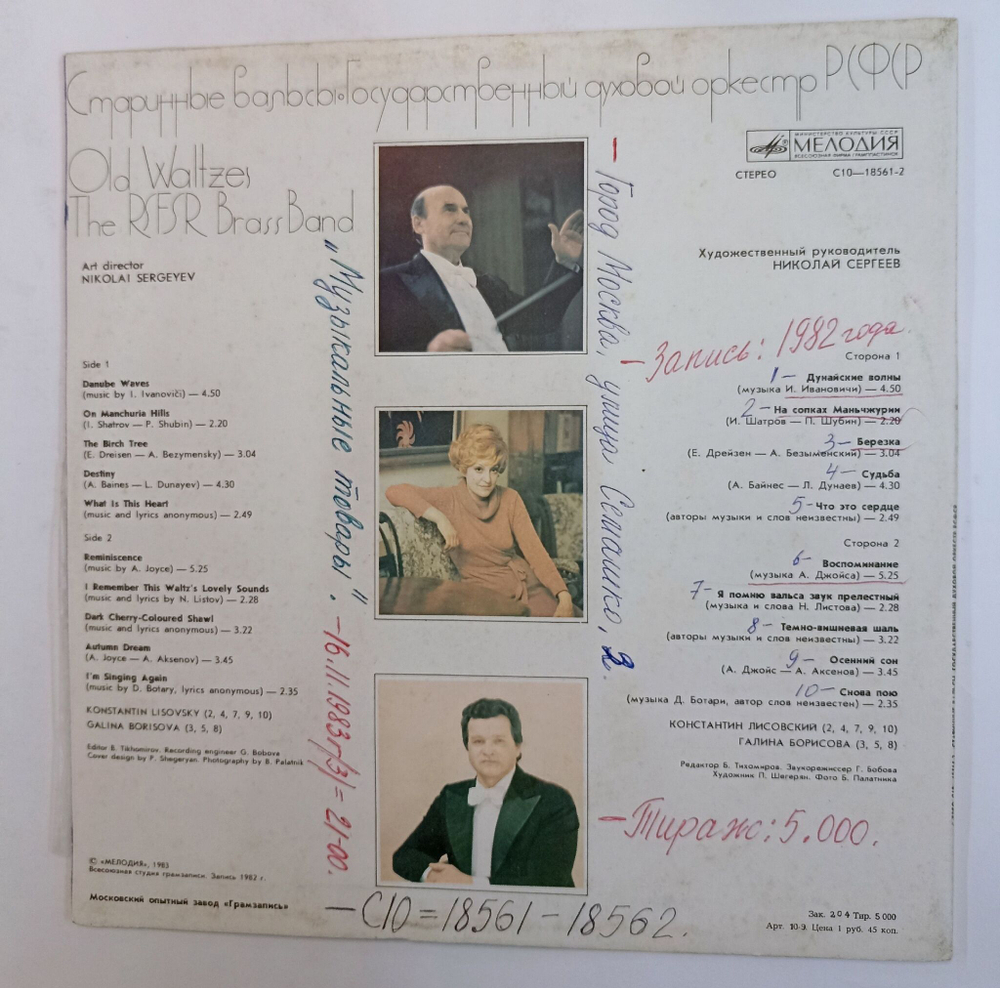 Старинные вальсы•Государственный духовой оркестр РСФСР
Old Waltzes
The RSFSR Brass Band
Art director
NIKOLAI SERGEYEV
Side 1
Danube Waves
(music by I. Ivanoviči) — 4.50
On Manchuria Hills
(I. Shatrov — P. Shubin) — 2.20
The Birch Tree
(E. Dreisen — A. Bezymensky) — 3.04
Destiny
(A. Baines — L. Dunayev) — 4.30
What Is This Heart
(music and lyrics anonymous) — 2.49
Side 2
Reminiscence
(music by A. Joyce) — 5.25
I Remember This Waltz's Lovely Sounds
(music and lyrics by N. Listov) — 2.28
Dark Cherry-Coloured Shawl
(music and lyrics anonymous) — 3.22
Autumn Dream
(A. Joyce — A. Aksenov) — 3.45
I'm Singing Again
(music by D. Botary, lyrics anonymous) — 2.35
KONSTANTIN LISOVSKY (2, 4, 7, 9, 10)
GALINA BORISOVA (3, 5, 8)
Editor B. Tikhomirov. Recording engineer G. Bobova
Cover design by P. Shegeryan. Photography by B. Palatnik
© «МЕЛОДИЯ», 1983
Всесоюзная студия грамзаписи. Запись 1982 г.
Московский опытный завод «Грамзапись»
„Музыкальные товары". –16.11.1983г.(3)=21-00.
– Город Москва, улица Семашко, 2.
– С10=18561–18562.
МИНИСТЕРСТВО КУЛЬТУРЫ СССР
МЕЛОДИЯ
ВСЕСОЮЗНАЯ ФИРМА ГРАМПЛАСТИНОК
СТЕРЕО С10—18561-2
Художественный руководитель
НИКОЛАЙ СЕРГЕЕВ
– Запись: 1982 года.
Сторона 1
1– Дунайские волны
(музыка И. Ивановичи) — 4.50
2– На сопках Маньчжурии
(И. Шатров — П. Шубин) — 2.20
3– Березка
(Е. Дрейзен — А. Безыменский) — 3.04
4– Судьба
(А. Байнес — Л. Дунаев) — 4.30
5– Что это сердце
(авторы музыки и слов неизвестны) — 2.49
Сторона 2
6– Воспоминание
(музыка А. Джойса) — 5.25
7– Я помню вальса звук прелестный
(музыка и слова Н. Листова) — 2.28
8– Темно-вишневая шаль
(авторы музыки и слов неизвестны) — 3.22
9– Осенний сон
(А. Джойс — А. Аксенов) — 3.45
10– Снова пою
(музыка Д. Ботари, автор слов неизвестен) — 2.35
КОНСТАНТИН ЛИСОВСКИЙ (2, 4, 7, 9, 10)
ГАЛИНА БОРИСОВА (3, 5, 8)
Редактор Б. Тихомиров. Звукорежиссер Г. Бобова
Художник П. Шегерян. Фото Б. Палатника
– Тираж: 5.000.
Зак. 204 Тир. 5 000
Арт. 10-9. Цена 1 руб. 45 коп.